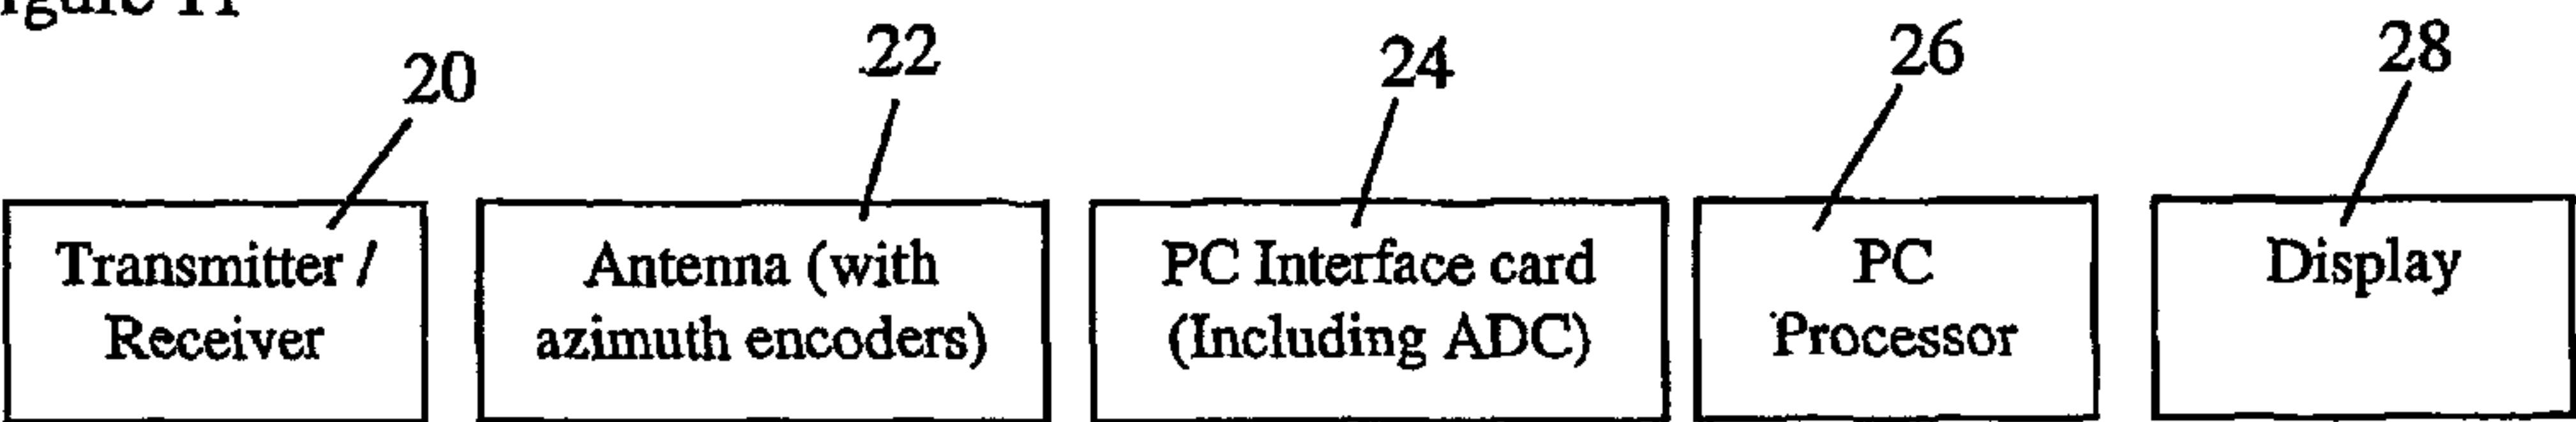 20 22 24 26 28
Transmitter / Receiver
Antenna (with azimuth encoders)
PC Interface card (Including ADC)
PC Processor
Display